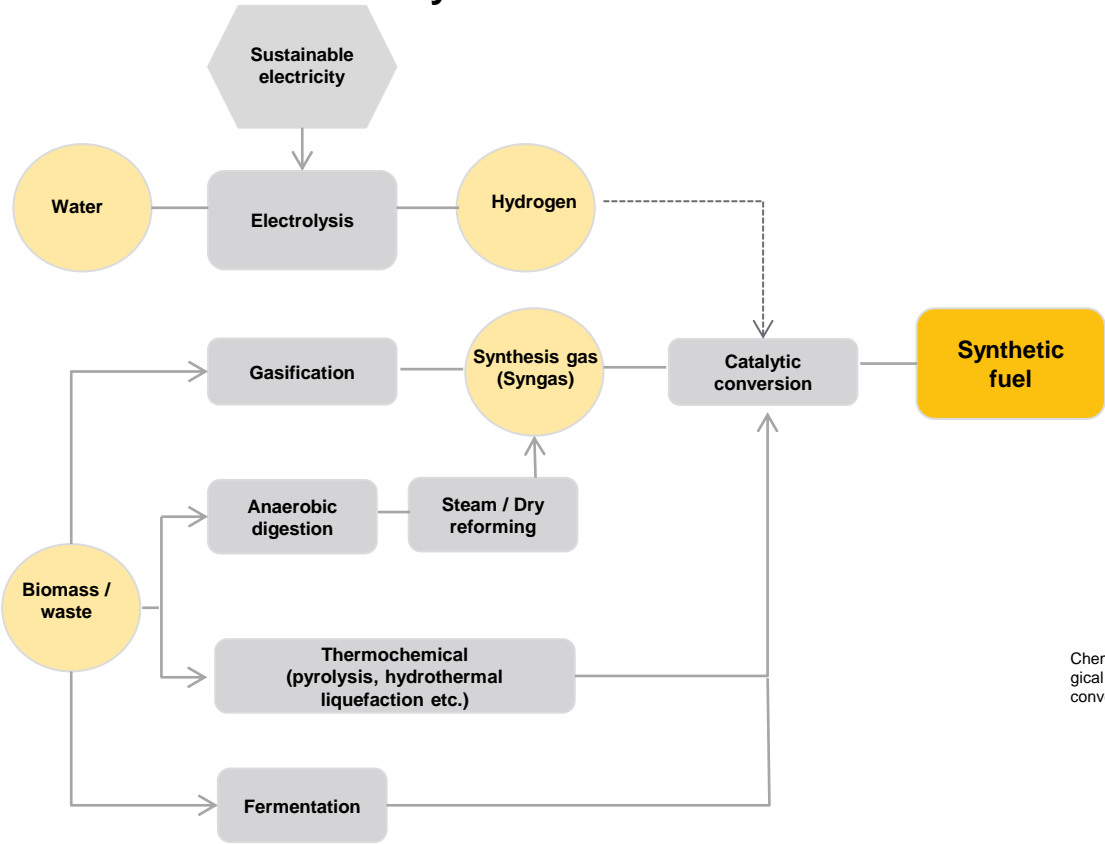 Sustainable
electricity
Water
Electrolysis
Hydrogen
Gasification
Synthesis gas
(Syngas)
Catalytic
conversion
Synthetic
fuel
Anaerobic
digestion
Steam / Dry
reforming
Biomass /
waste
Thermochemical
(pyrolysis, hydrothermal
liquefaction etc.)
Fermentation